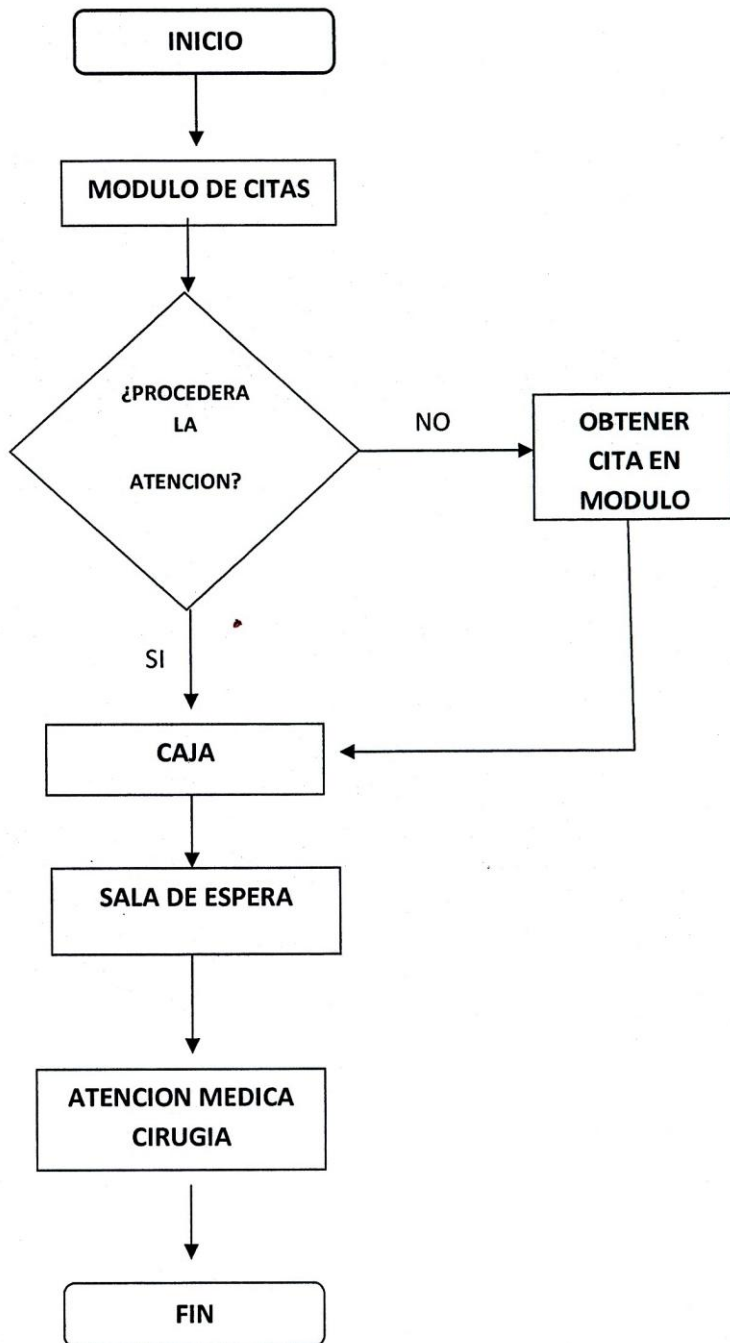 INICIO
MODULO DE CITAS
¿PROCEDERA
LA
ATENCION?
NO
OBTENER
CITA EN
MODULO
SI
CAJA
SALA DE ESPERA
ATENCION MEDICA
CIRUGIA
FIN